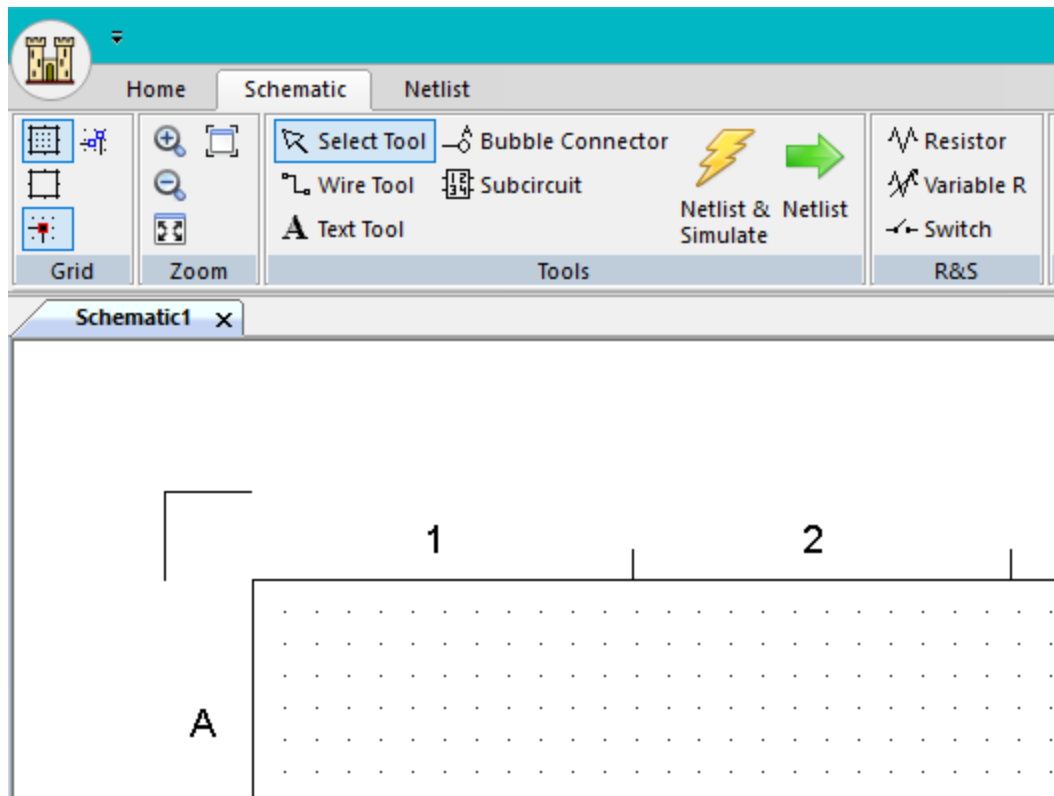 Home Schematic Netlist
Select Tool
Wire Tool
Text Tool
Bubble Connector
Subcircuit
Netlist &
Simulate
Netlist
Resistor
Variable R
Switch
Grid Zoom Tools R&S
Schematic1
1 2
A